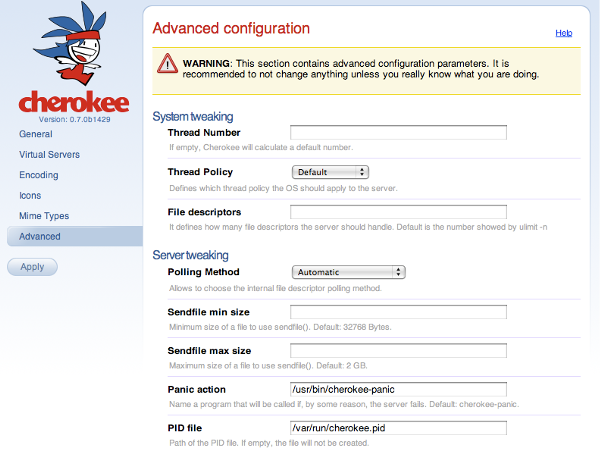 cherokee
Version: 0.7.0b1429
General
Virtual Servers
Encoding
Icons
Mime Types
Advanced
Apply
Advanced configuration
Help
WARNING: This section contains advanced configuration parameters. It is
recommended to not change anything unless you really know what you are doing.
System tweaking
Thread Number
If empty, Cherokee will calculate a default number.
Thread Policy
Default
Defines which thread policy the OS should apply to the server.
File descriptors
It defines how many file descriptors the server should handle. Default is the number showed by ulimit -n
Server tweaking
Polling Method
Automatic
Allows to choose the internal file descriptor polling method.
Sendfile min size
Minimum size of a file to use sendfile(). Default: 32768 Bytes.
Sendfile max size
Maximum size of a file to use sendfile(). Default: 2 GB.
Panic action
/usr/bin/cherokee-panic
Name a program that will be called if, by some reason, the server fails. Default: cherokee-panic.
PID file
/var/run/cherokee.pid
Path of the PID file. If empty, the file will not be created.